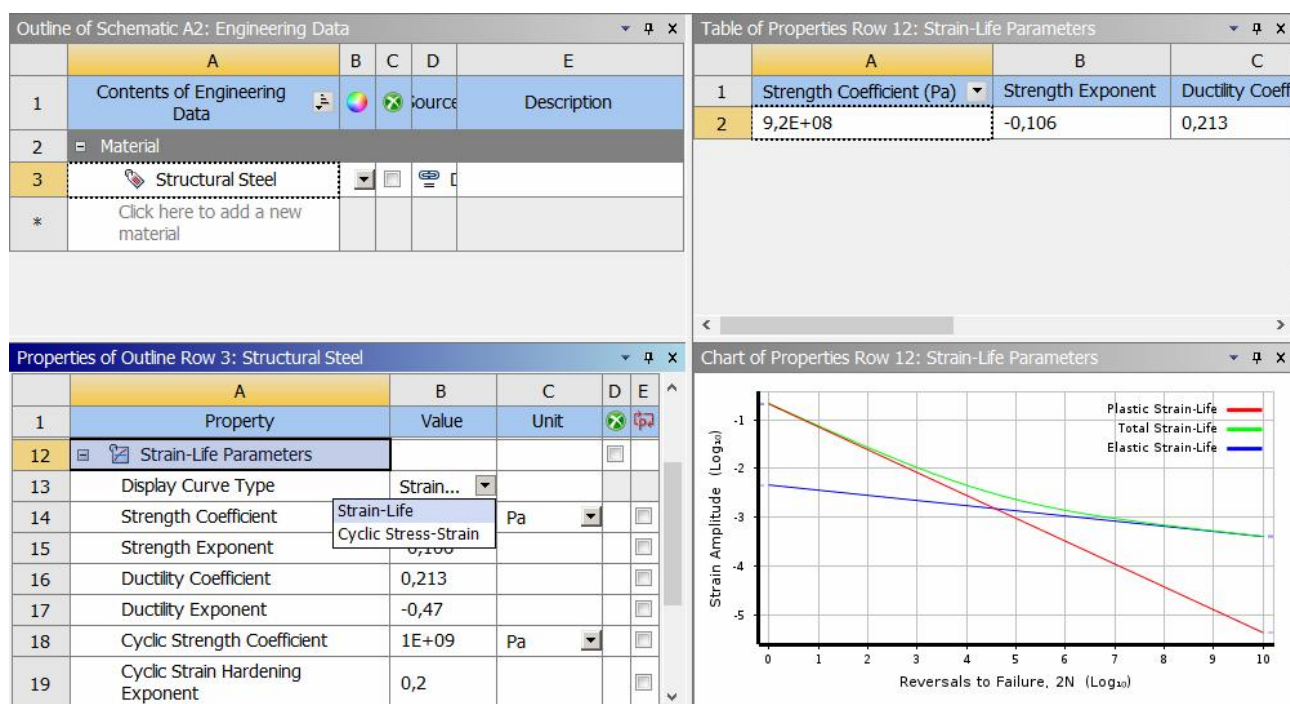 Outline of Schematic A2: Engineering Data
A B C D E
1 Contents of Engineering Data Source Description
2 Material
3 Structural Steel
* Click here to add a new material
Table of Properties Row 12: Strain-Life Parameters
A B C
1 Strength Coefficient (Pa) Strength Exponent Ductility Coeff
2 9,2E+08 -0,106 0,213
Properties of Outline Row 3: Structural Steel
A B C D E
1 Property Value Unit
12 Strain-Life Parameters
13 Display Curve Type Strain...
Strain-Life
Cyclic Stress-Strain
14 Strength Coefficient Pa
15 Strength Exponent
16 Ductility Coefficient 0,213
17 Ductility Exponent -0,47
18 Cyclic Strength Coefficient 1E+09 Pa
19 Cyclic Strain Hardening Exponent 0,2
Chart of Properties Row 12: Strain-Life Parameters
Plastic Strain-Life
Total Strain-Life
Elastic Strain-Life
Strain Amplitude (Log₁₀)
-1
-2
-3
-4
-5
0 1 2 3 4 5 6 7 8 9 10
Reversals to Failure, 2N (Log₁₀)